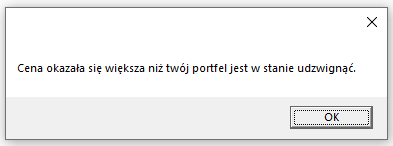 Cena okazała się większa niż twój portfel jest w stanie udzwignąć.
OK